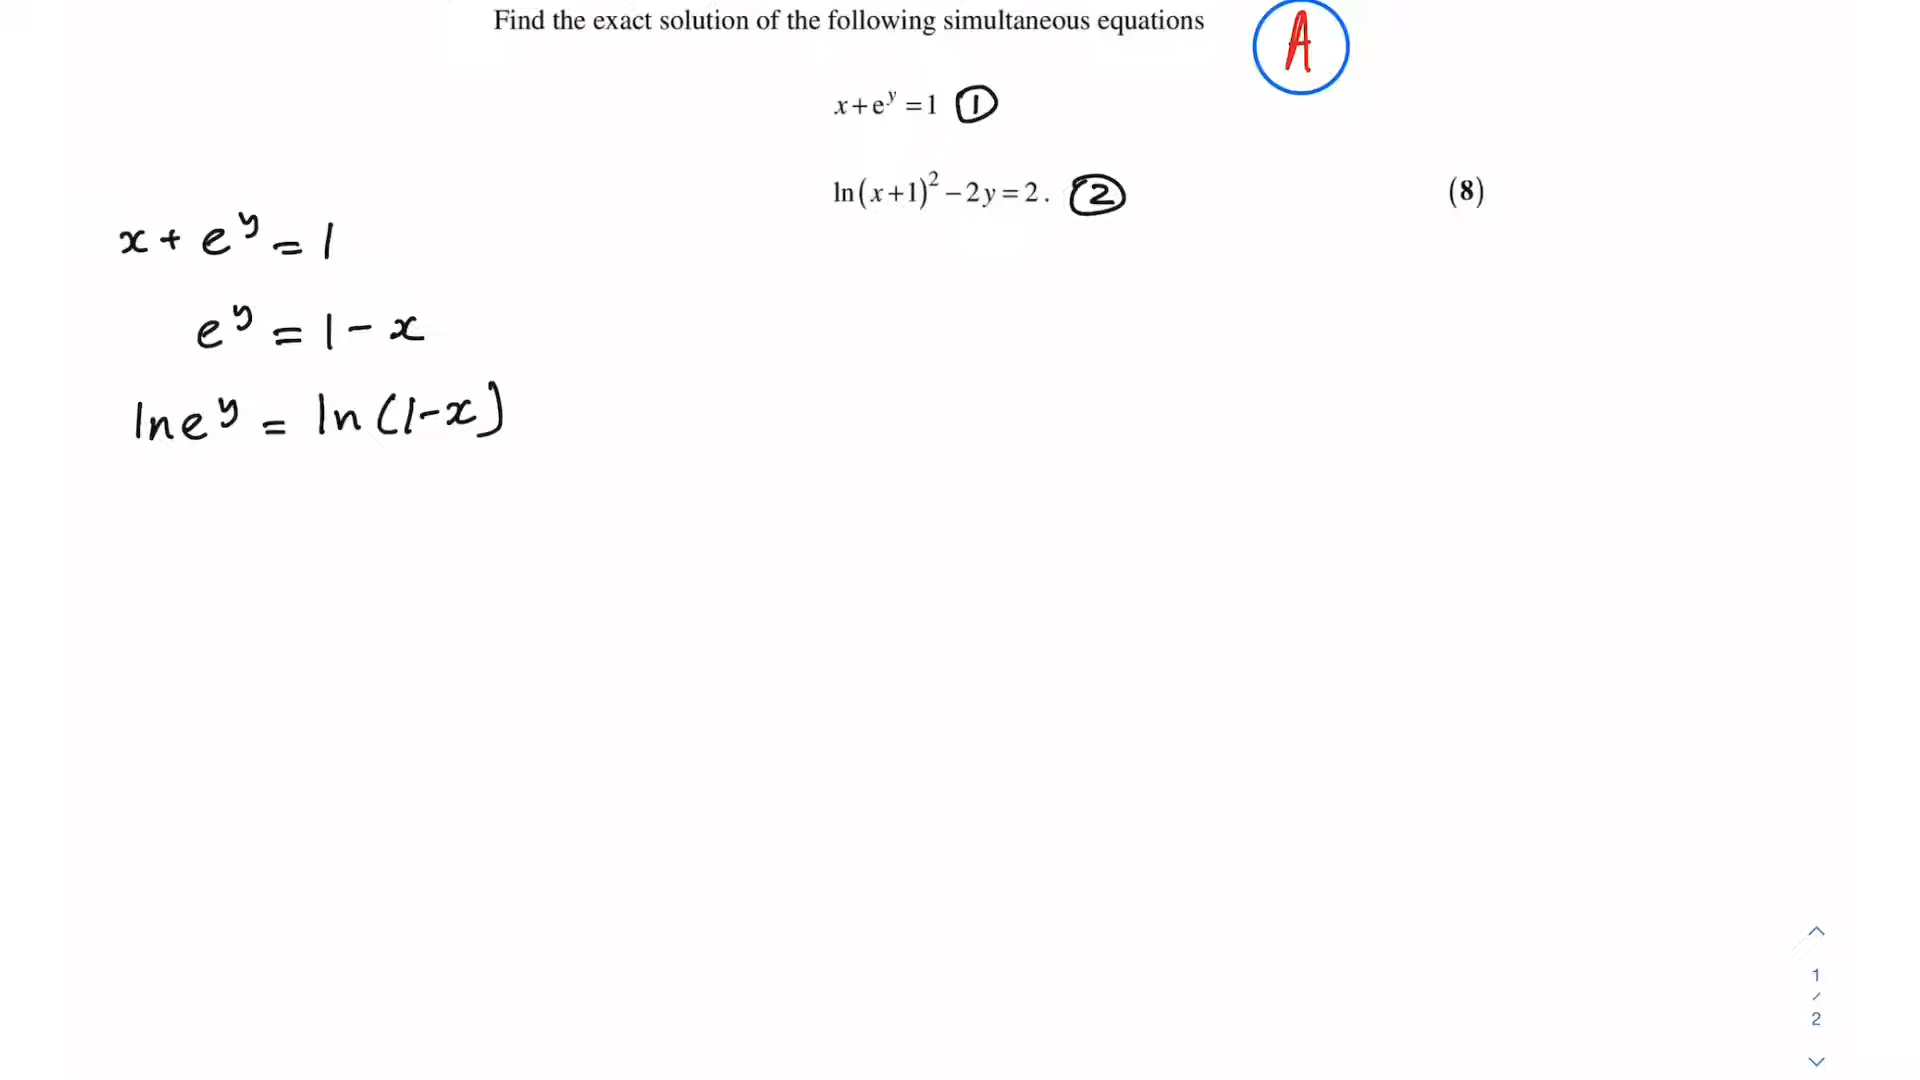 Find the exact solution of the following simultaneous equations
A
x+e^y =1 ①
ln(x+1)² – 2y = 2. ②
(8)
x + e^y = 1
e^y = 1 - x
ln e^y = ln (1-x)
1
/
2